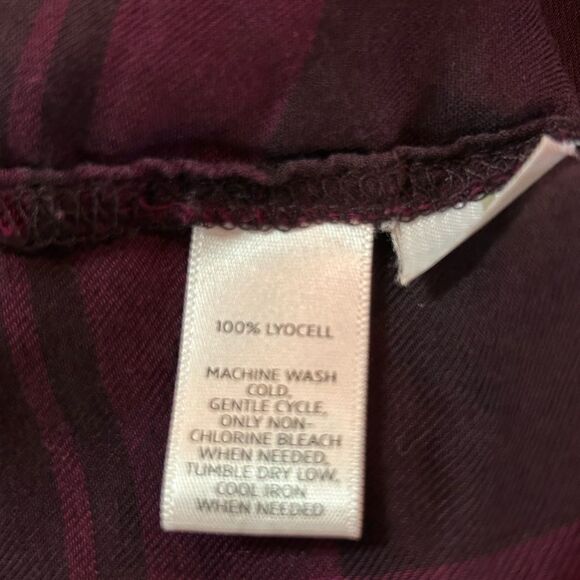 100% LYOCELL
MACHINE WASH
COLD,
GENTLE CYCLE,
ONLY NON-
CHLORINE BLEACH
WHEN NEEDED,
TUMBLE DRY LOW,
COOL IRON
WHEN NEEDED